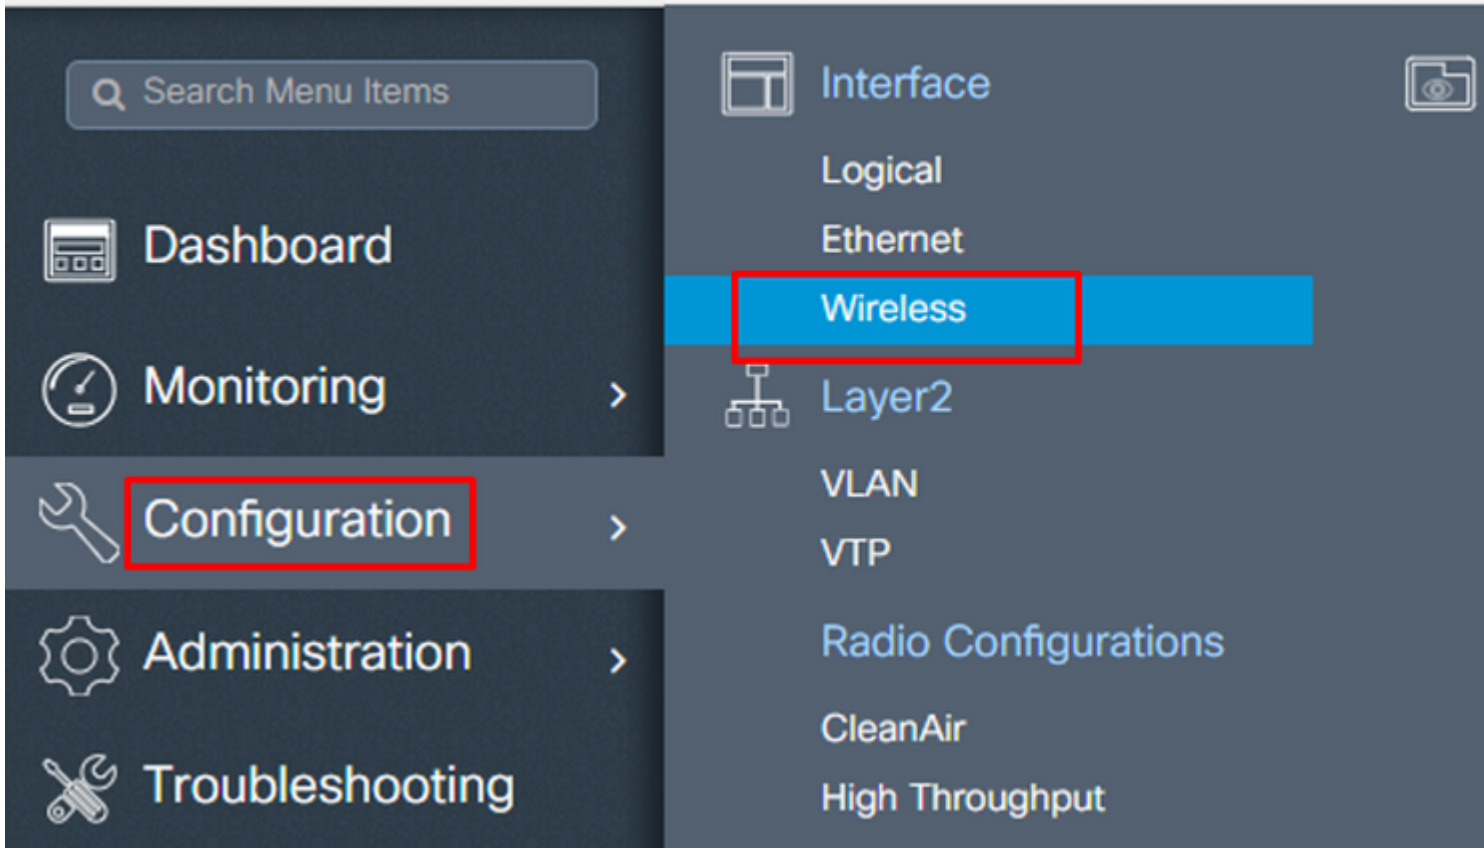 Search Menu Items
Dashboard
Monitoring
Configuration
Administration
Troubleshooting
Interface
Logical
Ethernet
Wireless
Layer2
VLAN
VTP
Radio Configurations
CleanAir
High Throughput